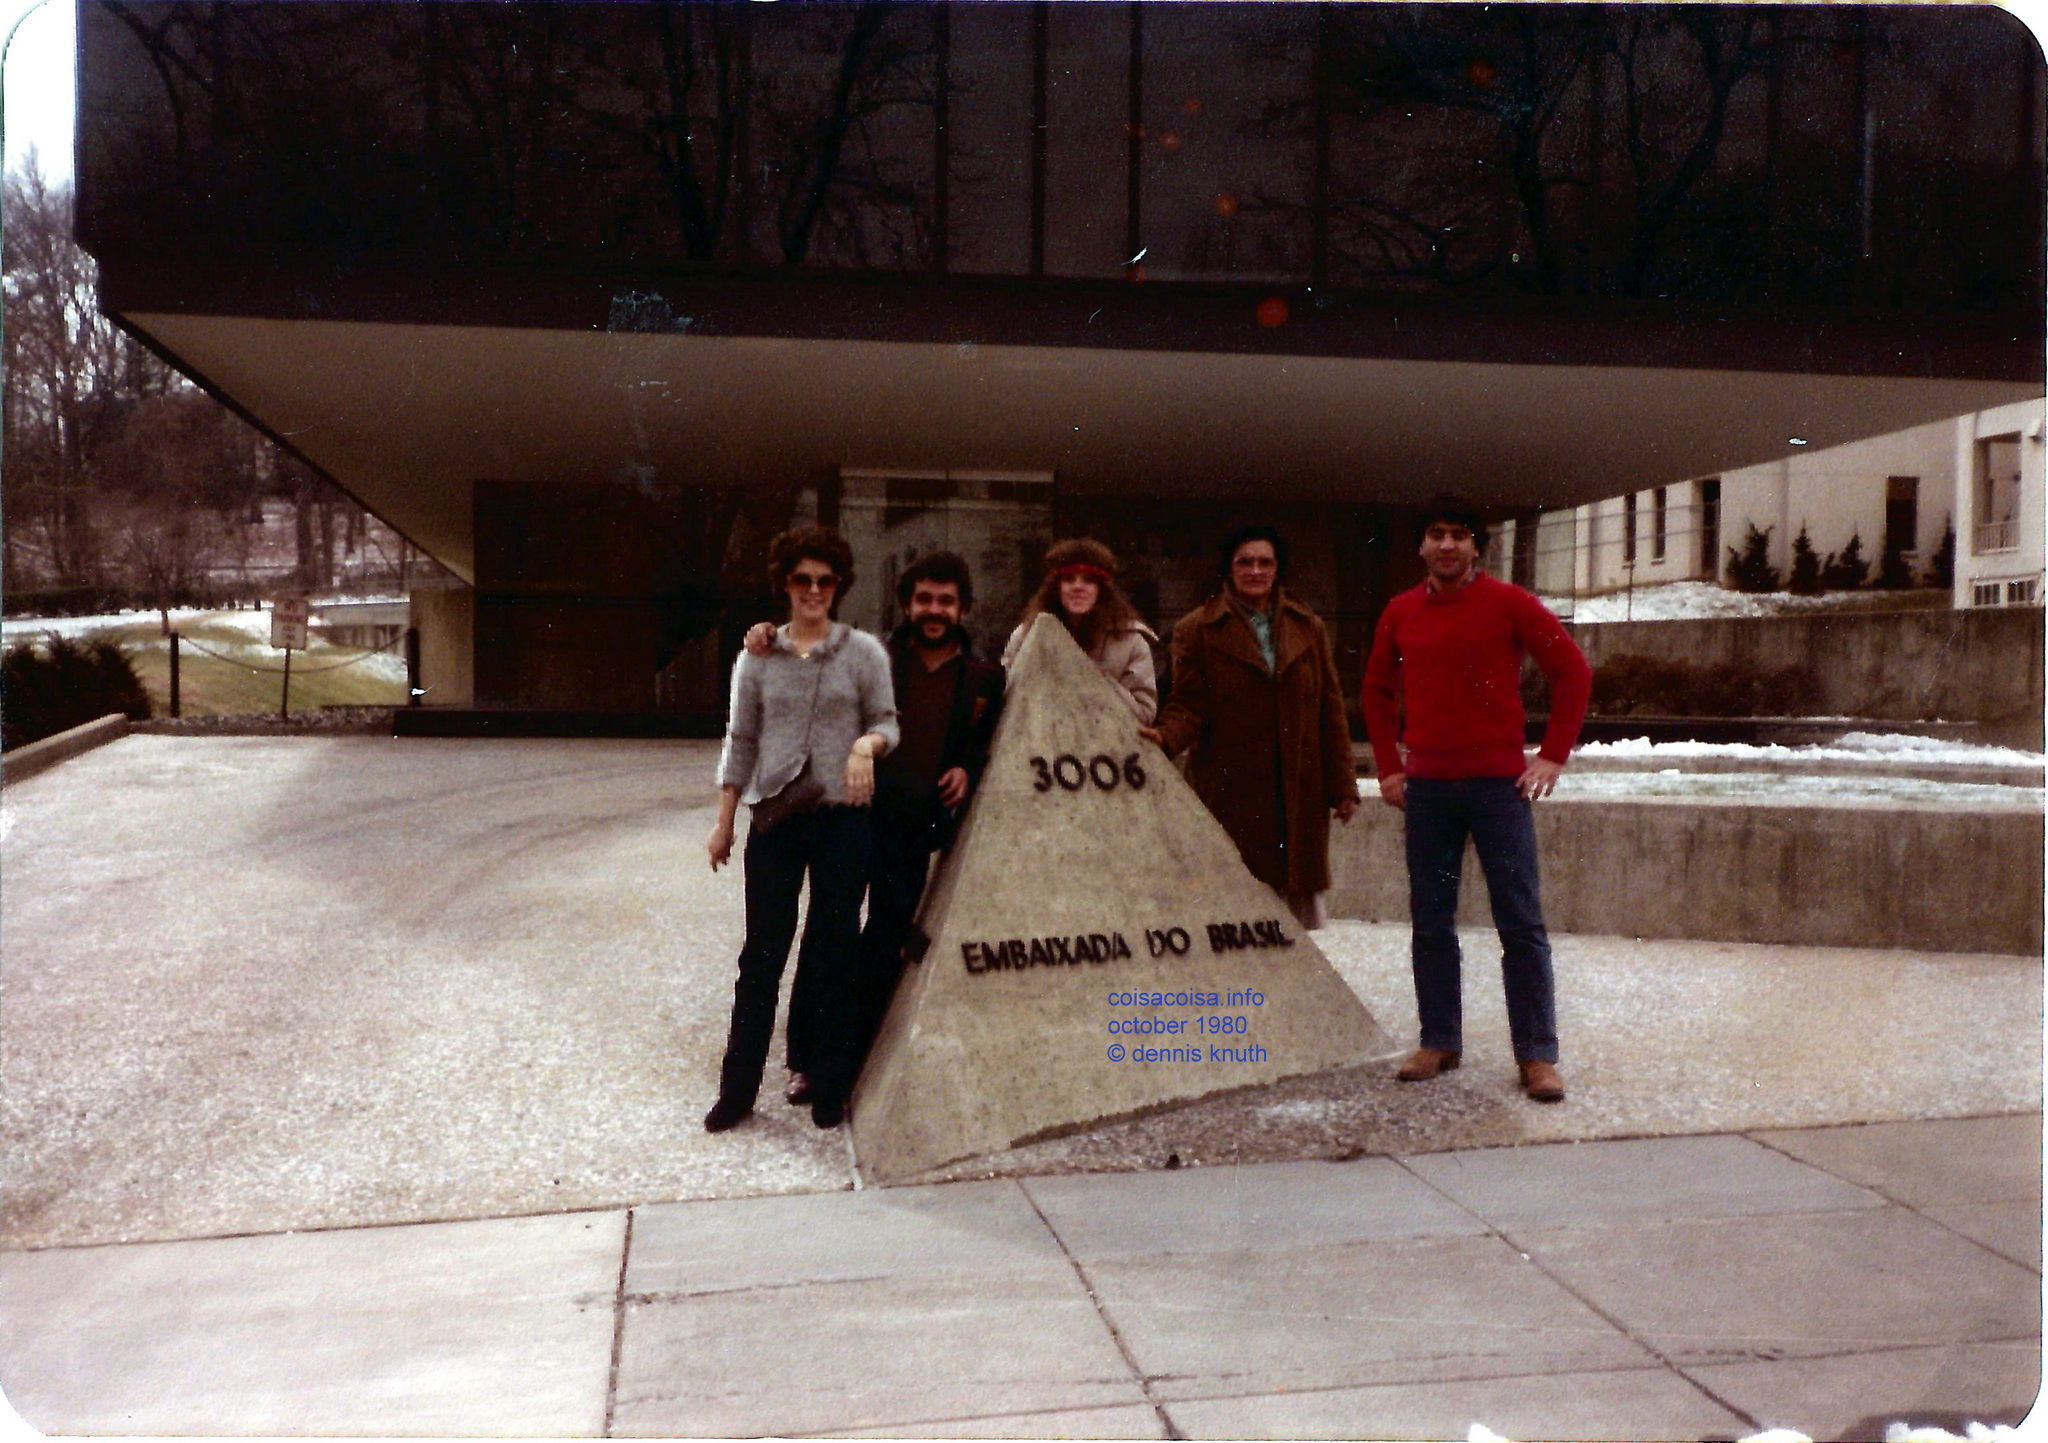 3006
EMBAIXADA DO BRASIL
coisacoisa.info
october 1980
© dennis knuth